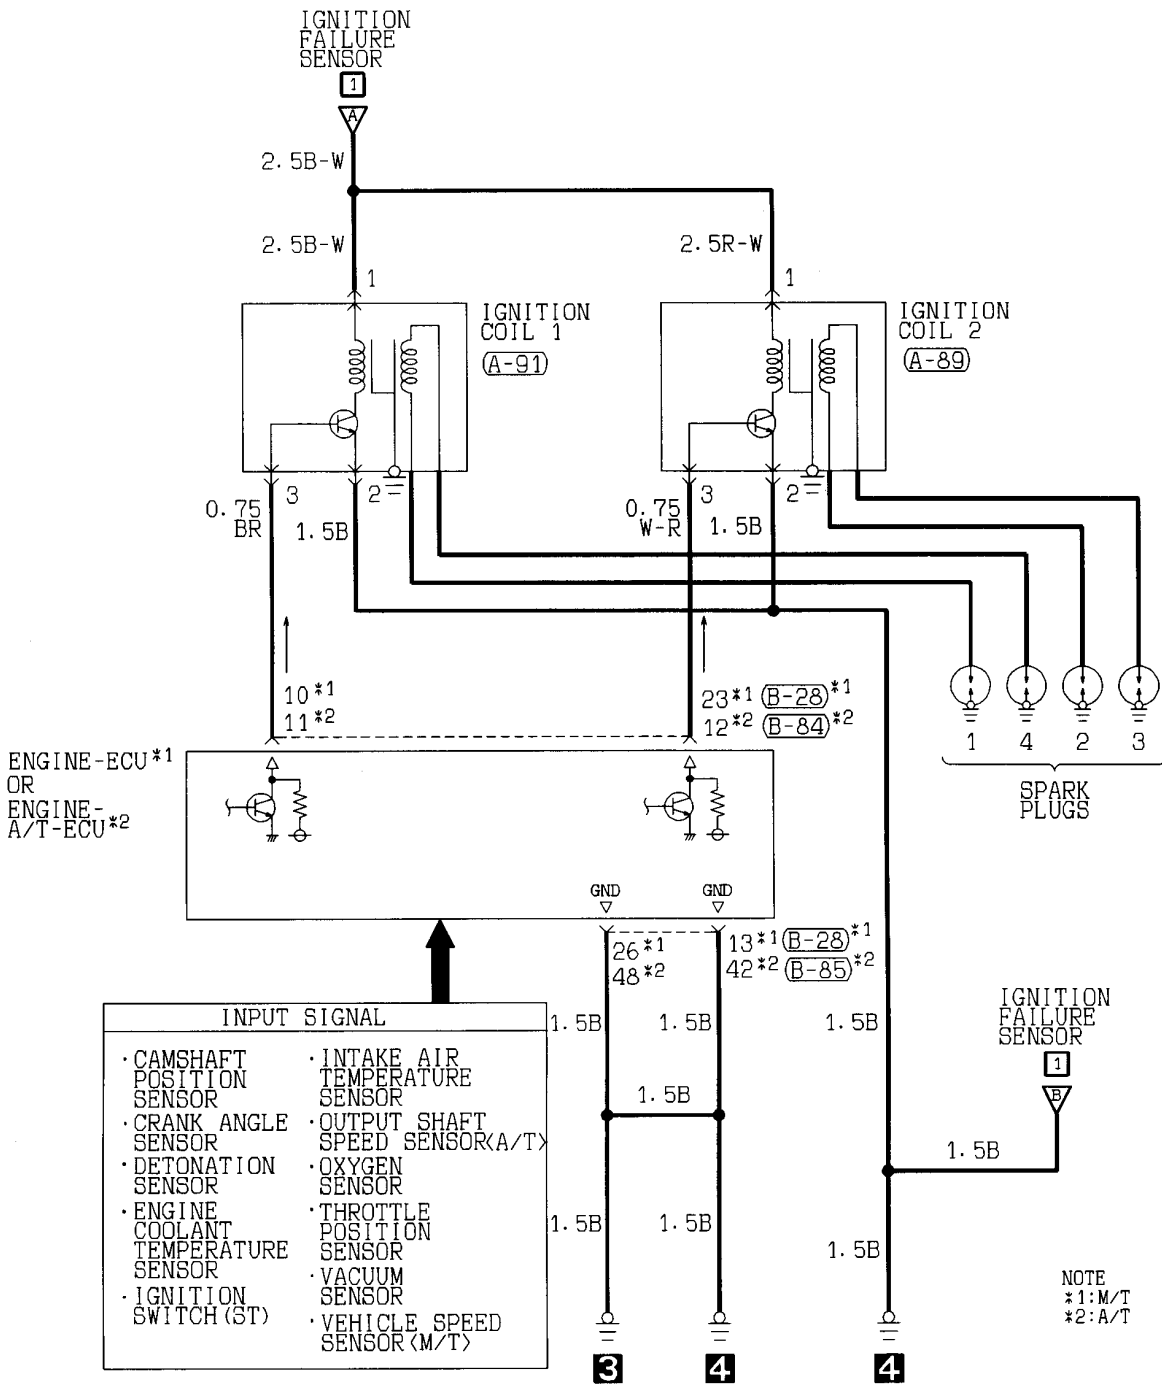 IGNITION
FAILURE
SENSOR
1
A
2.5B-W
2.5B-W
2.5R-W
1
1
IGNITION
COIL 1
A-91
IGNITION
COIL 2
A-89
3
2
3
2
0.75
BR
1.5B
0.75
W-R
1.5B
10*1
11*2
23*1 B-28*1
12*2 B-84*2
1 4 2 3
SPARK
PLUGS
ENGINE-ECU*1
OR
ENGINE-
A/T-ECU*2
GND
GND
26*1
48*2
13*1 B-28*1
42*2 B-85*2
INPUT SIGNAL
·CAMSHAFT
POSITION
SENSOR
·CRANK ANGLE
SENSOR
·DETONATION
SENSOR
·ENGINE
COOLANT
TEMPERATURE
SENSOR
·IGNITION
SWITCH(ST)
·INTAKE AIR
TEMPERATURE
SENSOR
·OUTPUT SHAFT
SPEED SENSOR<A/T>
·OXYGEN
SENSOR
·THROTTLE
POSITION
SENSOR
·VACUUM
SENSOR
·VEHICLE SPEED
SENSOR<M/T>
1.5B
1.5B
1.5B
IGNITION
FAILURE
SENSOR
1
B
1.5B
1.5B
1.5B
1.5B
1.5B
NOTE
*1:M/T
*2:A/T
3
4
4